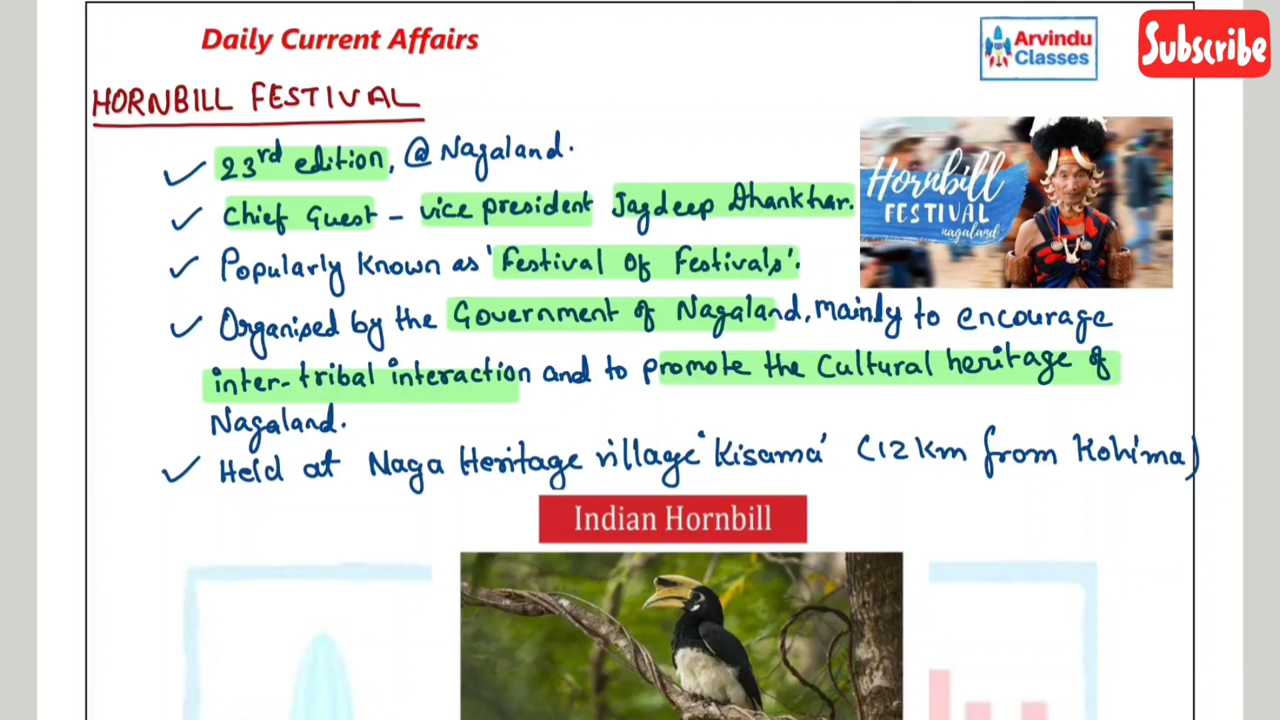 Daily Current Affairs
Arvindu
Classes
Subscribe
HORNBILL FESTIVAL
✓ 23rd edition, @ Nagaland.
✓ Chief Guest - vice president Jagdeep Dhankhar.
✓ Popularly known as 'Festival Of Festivals'.
✓ Organised by the Government of Nagaland, mainly to encourage
inter-tribal interaction and to promote the Cultural heritage of
Nagaland.
✓ Held at Naga Heritage village 'Kisama' (12 km from Kohima)
Hornbill
FESTIVAL
nagaland
Indian Hornbill